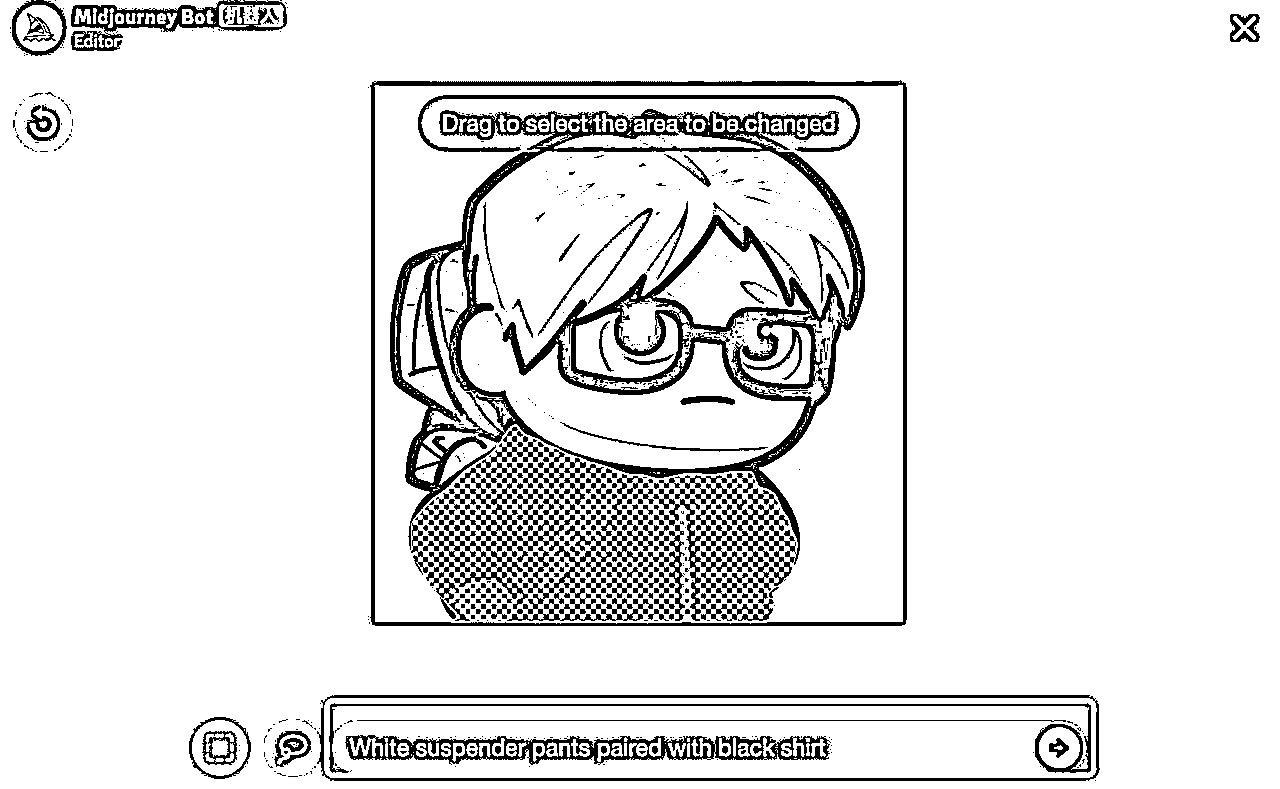 Midjourney Bot 机器人
Editor
Drag to select the area to be changed
White suspender pants paired with black shirt